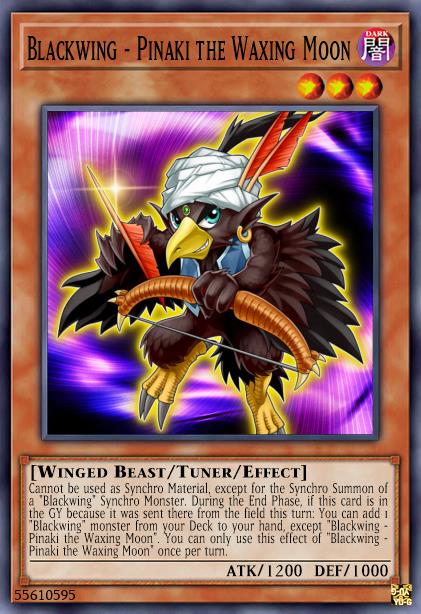 Blackwing - Pinaki the Waxing Moon
DARK
闇
[Winged Beast/Tuner/Effect]
Cannot be used as Synchro Material, except for the Synchro Summon of
a "Blackwing" Synchro Monster. During the End Phase, if this card is in
the GY because it was sent there from the field this turn: You can add 1
"Blackwing" monster from your Deck to your hand, except "Blackwing -
Pinaki the Waxing Moon". You can only use this effect of "Blackwing -
Pinaki the Waxing Moon" once per turn.
ATK/1200 DEF/1000
55610595